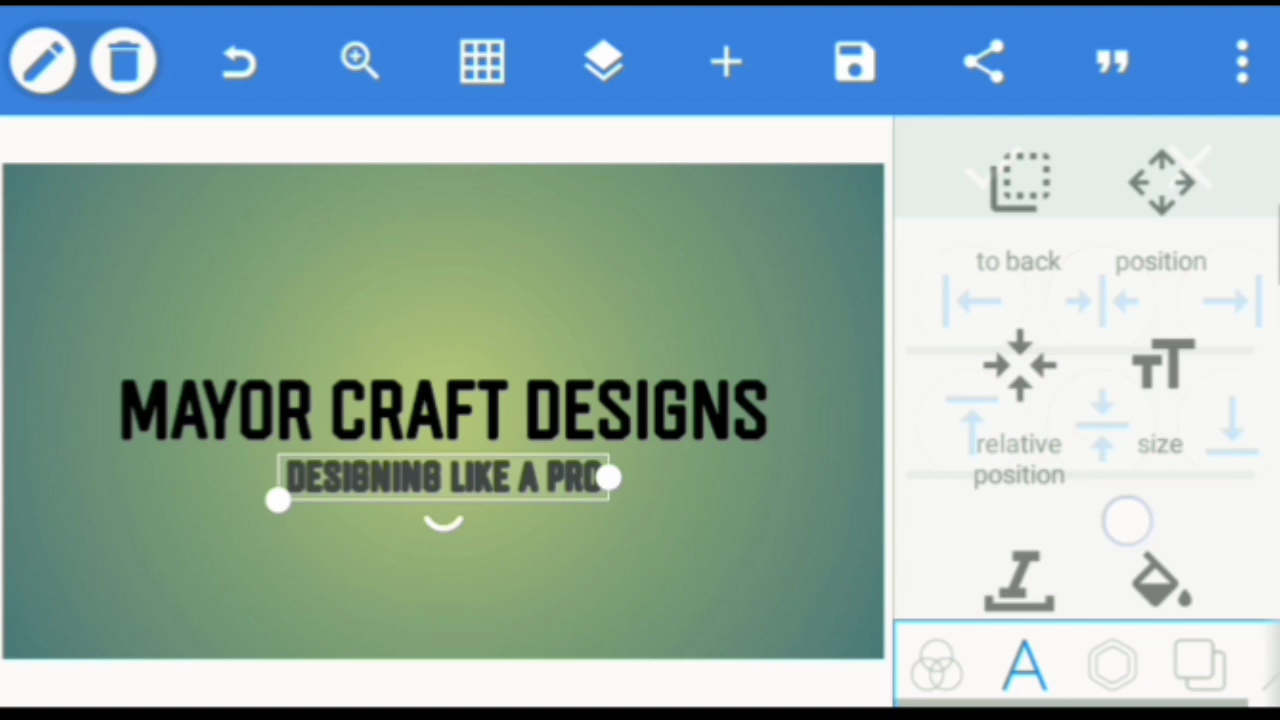 MAYOR CRAFT DESIGNS
DESIGNING LIKE A PRO
to back
position
relative
position
size